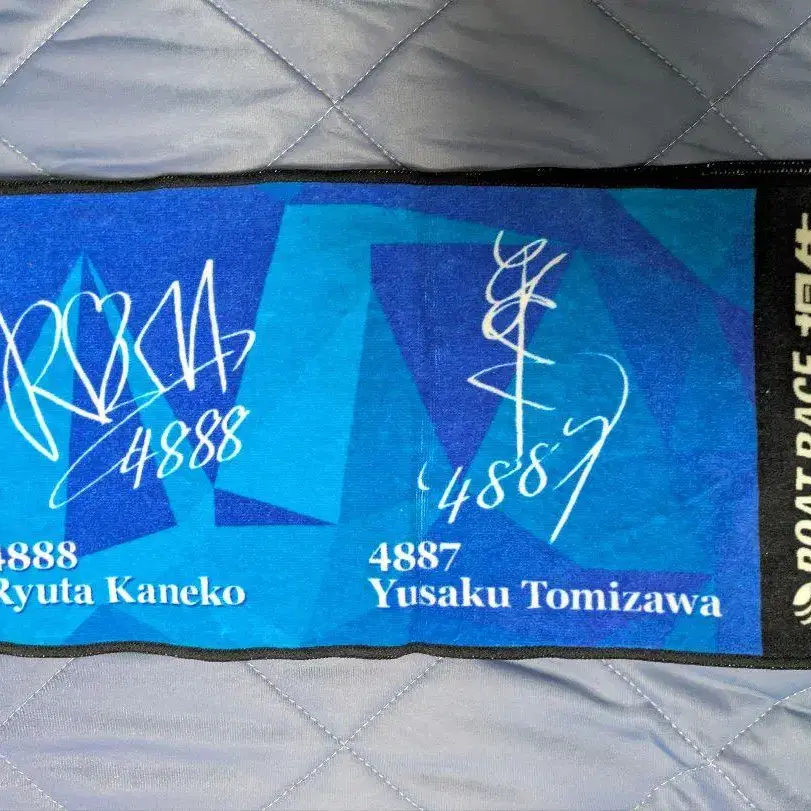 4888
4888
Ryuta Kaneko
4887
4887
Yusaku Tomizawa
BOAT RACE